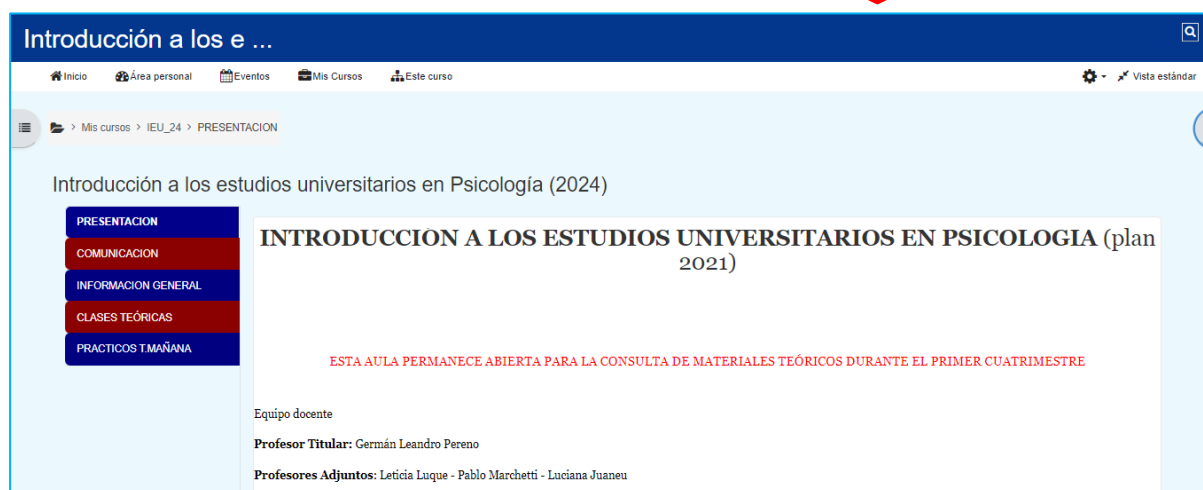 Introducción a los e ...
Inicio Área personal Eventos Mis Cursos Este curso Vista estándar
> Mis cursos > IEU_24 > PRESENTACION
Introducción a los estudios universitarios en Psicología (2024)
PRESENTACION
COMUNICACION
INFORMACION GENERAL
CLASES TEÓRICAS
PRACTICOS T.MAÑANA
INTRODUCCIÓN A LOS ESTUDIOS UNIVERSITARIOS EN PSICOLOGIA (plan
2021)
ESTA AULA PERMANECE ABIERTA PARA LA CONSULTA DE MATERIALES TEÓRICOS DURANTE EL PRIMER CUATRIMESTRE
Equipo docente
Profesor Titular: Germán Leandro Pereno
Profesores Adjuntos: Leticia Luque - Pablo Marchetti - Luciana Juaneu